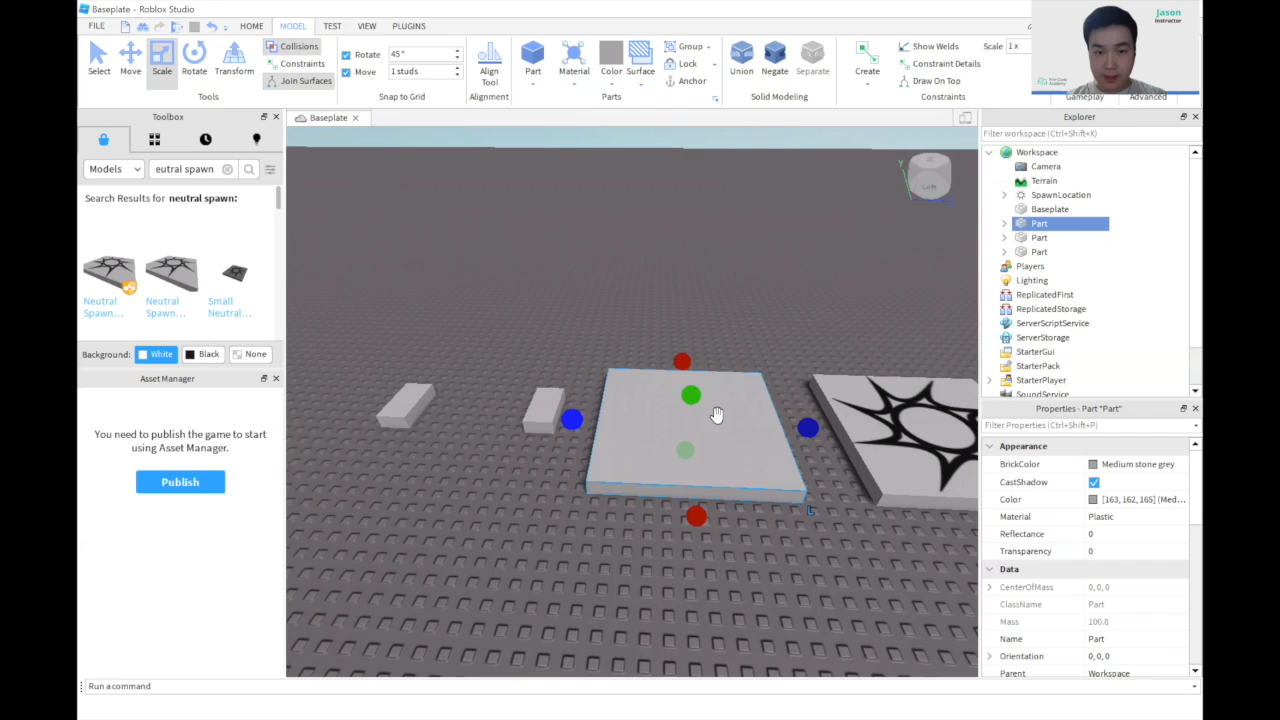 Baseplate - Roblox Studio
FILE HOME MODEL TEST VIEW PLUGINS
Select Move Scale Rotate Transform
Collisions
Constraints
Join Surfaces
Tools
Rotate 45°
Move 1 studs
Snap to Grid
Align Tool
Alignment
Part Material Color Surface
Group
Lock
Anchor
Parts
Union Negate Separate
Solid Modeling
Create
Show Welds
Constraint Details
Draw On Top
Scale 1 x
Constraints
Gameplay Advanced
Jason
Instructor
First Code Academy
Toolbox
Models eutral spawn
Search Results for neutral spawn:
Neutral Spawn...
Neutral Spawn...
Small Neutral...
Background: White Black None
Asset Manager
You need to publish the game to start
using Asset Manager.
Publish
Baseplate
Y
Left
L
Explorer
Filter workspace (Ctrl+Shift+X)
Workspace
Camera
Terrain
SpawnLocation
Baseplate
Part
Part
Part
Players
Lighting
ReplicatedFirst
ReplicatedStorage
ServerScriptService
ServerStorage
StarterGui
StarterPack
StarterPlayer
SoundService
Properties - Part "Part"
Filter Properties (Ctrl+Shift+P)
Appearance
BrickColor Medium stone grey
CastShadow
Color [163, 162, 165] (Med...
Material Plastic
Reflectance 0
Transparency 0
Data
CenterOfMass 0, 0, 0
ClassName Part
Mass 100.8
Name Part
Orientation 0, 0, 0
Parent Workspace
Run a command